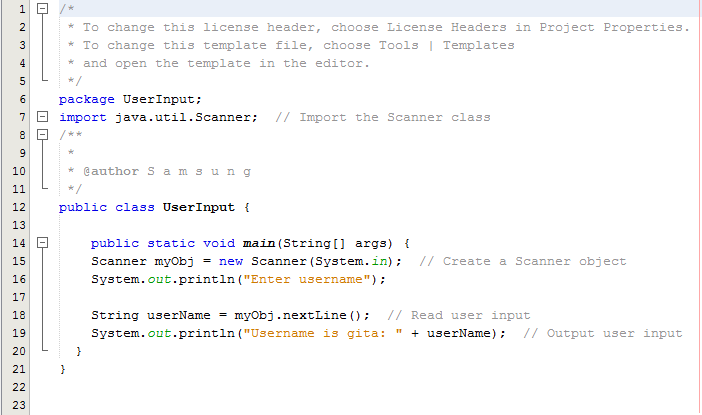 1 /*
2  * To change this license header, choose License Headers in Project Properties.
3  * To change this template file, choose Tools | Templates
4  * and open the template in the editor.
5  */
6 package UserInput;
7 import java.util.Scanner;  // Import the Scanner class
8 /**
9  *
10  * @author S a m s u n g
11  */
12 public class UserInput {
13
14     public static void main(String[] args) {
15     Scanner myObj = new Scanner(System.in);  // Create a Scanner object
16     System.out.println("Enter username");
17
18     String userName = myObj.nextLine();  // Read user input
19     System.out.println("Username is gita: " + userName);  // Output user input
20   }
21 }
22
23